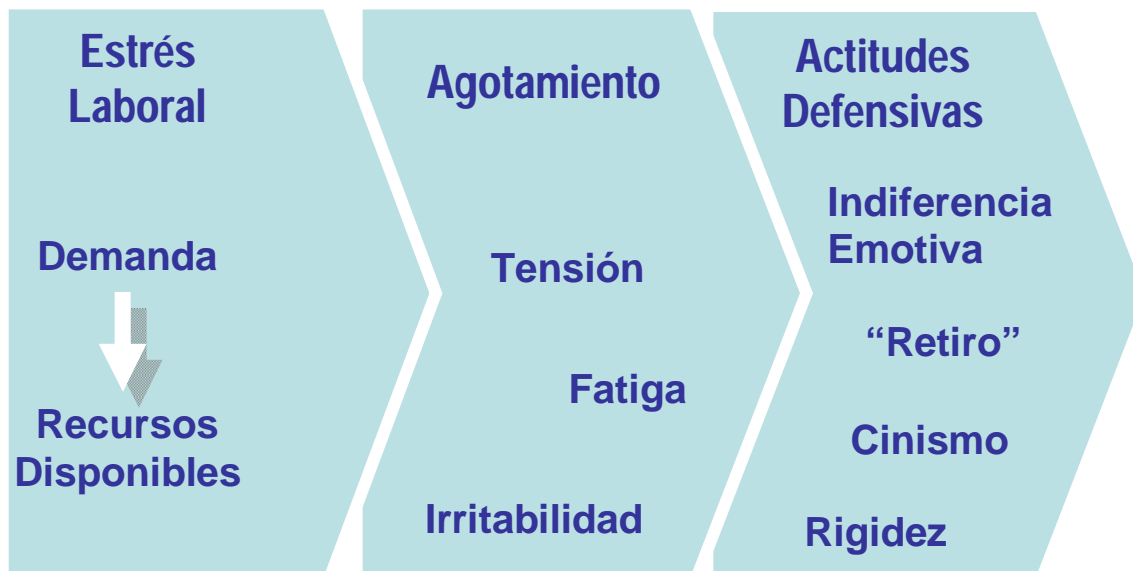 Estrés
Laboral
Demanda
Recursos
Disponibles
Agotamiento
Tensión
Fatiga
Irritabilidad
Actitudes
Defensivas
Indiferencia
Emotiva
“Retiro”
Cinismo
Rigidez